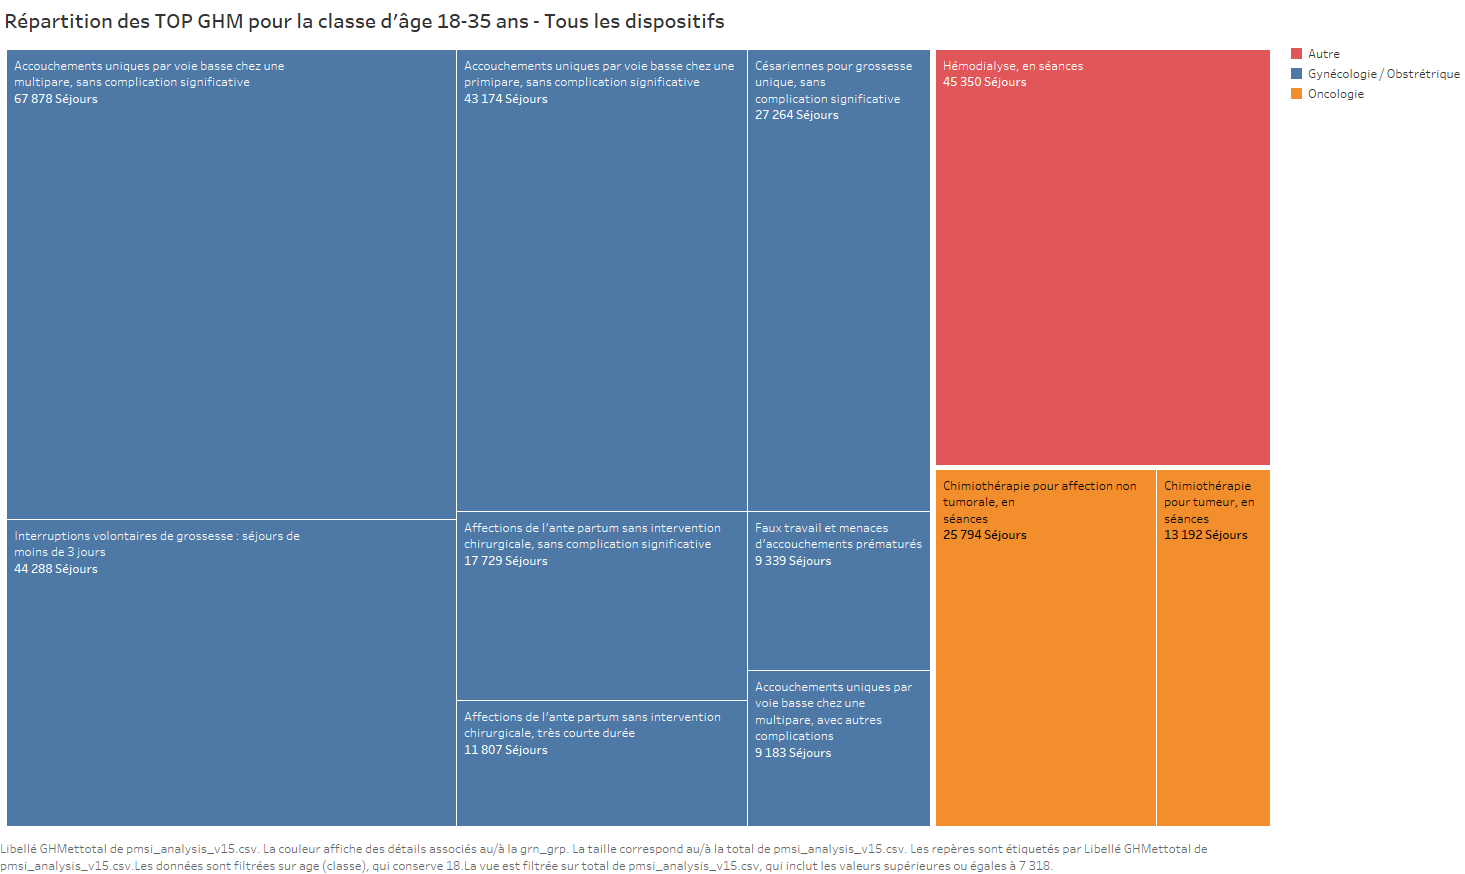 Répartition des TOP GHM pour la classe d’âge 18-35 ans - Tous les dispositifs
Accouchements uniques par voie basse chez une
multipare, sans complication significative
67 878 Séjours
Interruptions volontaires de grossesse : séjours de
moins de 3 jours
44 288 Séjours
Accouchements uniques par voie basse chez une
primipare, sans complication significative
43 174 Séjours
Affections de l’ante partum sans intervention
chirurgicale, sans complication significative
17 729 Séjours
Affections de l’ante partum sans intervention
chirurgicale, très courte durée
11 807 Séjours
Césariennes pour grossesse
unique, sans
complication significative
27 264 Séjours
Faux travail et menaces
d’accouchements prématurés
9 339 Séjours
Accouchements uniques par
voie basse chez une
multipare, avec autres
complications
9 183 Séjours
Hémodialyse, en séances
45 350 Séjours
Chimiothérapie pour affection non
tumorale, en
séances
25 794 Séjours
Chimiothérapie
pour tumeur, en
séances
13 192 Séjours
Autre
Gynécologie / Obstrétrique
Oncologie
Libellé GHMettotal de pmsi_analysis_v15.csv. La couleur affiche des détails associés au/à la grn_grp. La taille correspond au/à la total de pmsi_analysis_v15.csv. Les repères sont étiquetés par Libellé GHMettotal de
pmsi_analysis_v15.csv.Les données sont filtrées sur age (classe), qui conserve 18.La vue est filtrée sur total de pmsi_analysis_v15.csv, qui inclut les valeurs supérieures ou égales à 7 318.